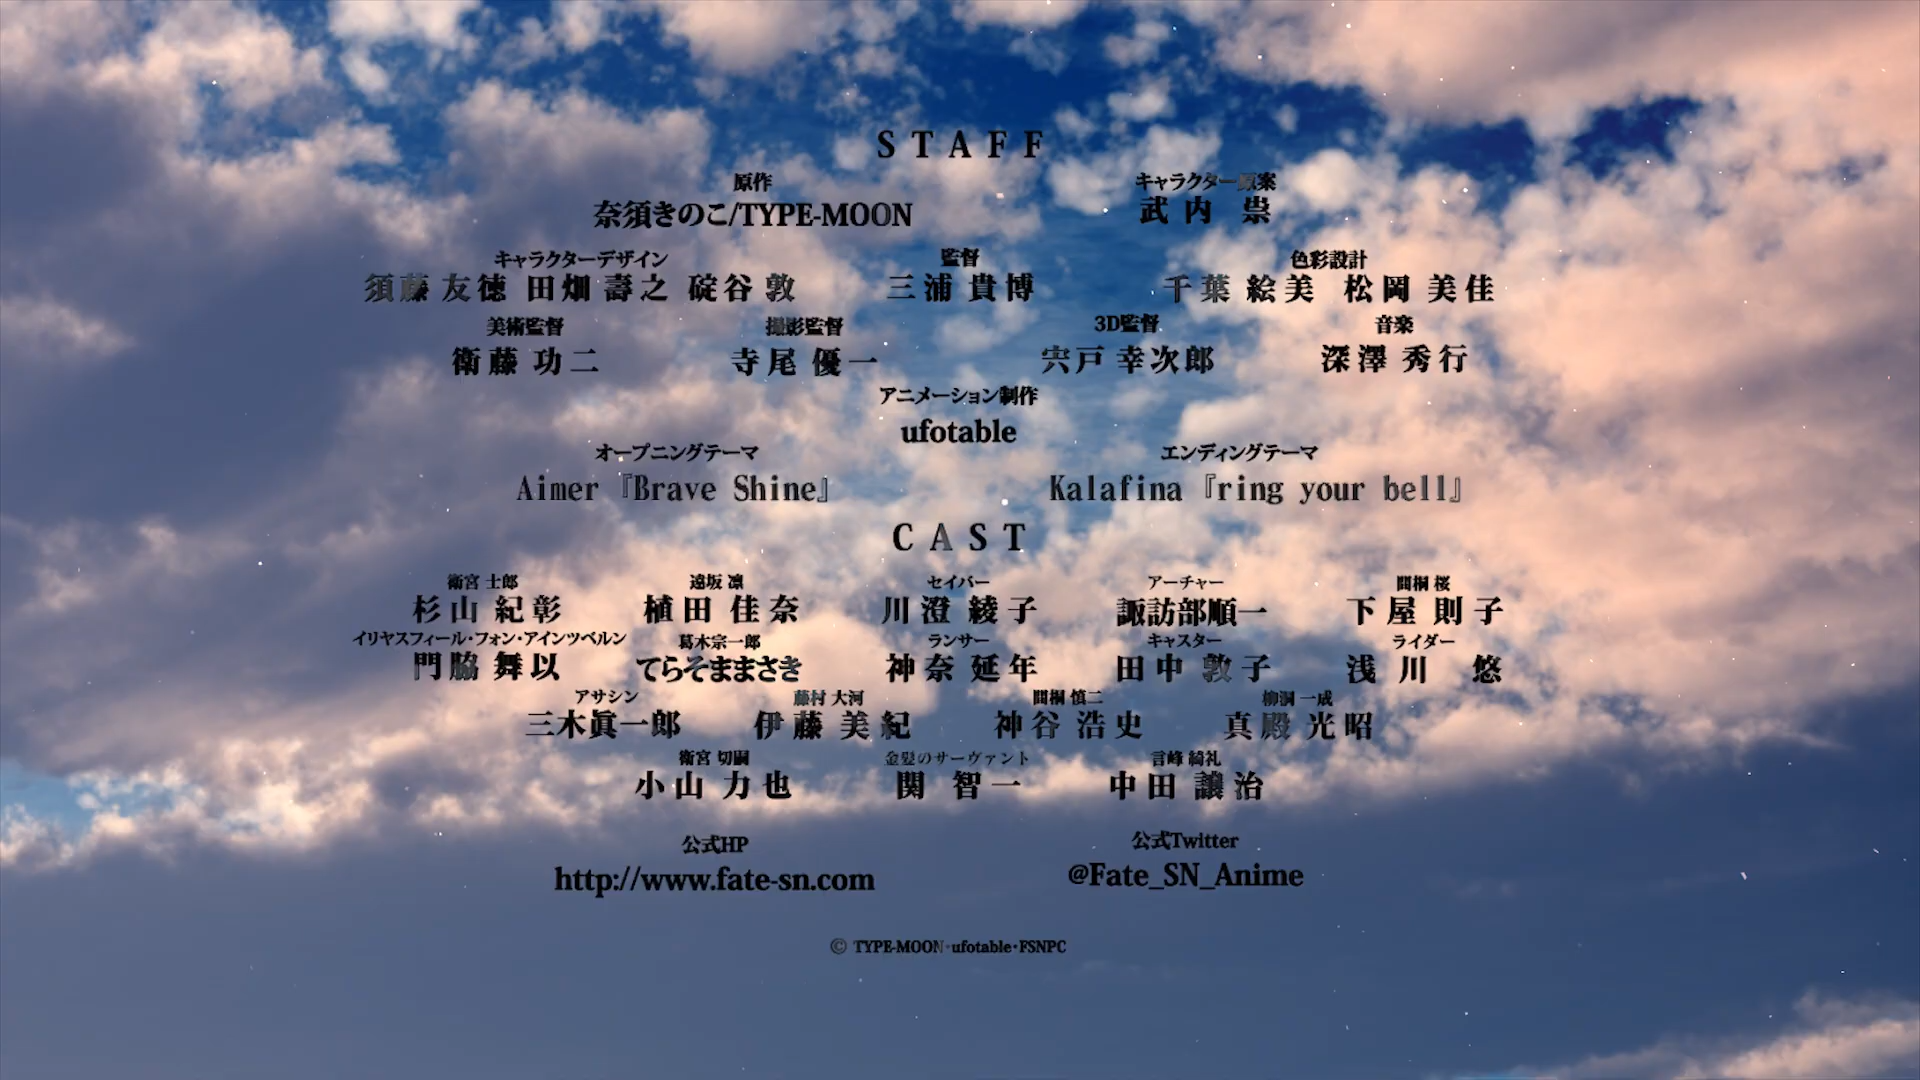 STAFF
原作 キャラクター原案
奈須きのこ/TYPE-MOON 武内 崇
キャラクターデザイン 監督 色彩設計
須藤 友徳 田畑 壽之 碇谷 敦 三浦 貴博 千葉 絵美 松岡 美佳
美術監督 撮影監督 3D監督 音楽
衛藤 功二 寺尾 優一 宍戸 幸次郎 深澤 秀行
アニメーション制作
ufotable
オープニングテーマ エンディングテーマ
Aimer『Brave Shine』 Kalafina『ring your bell』
CAST
衛宮 士郎 遠坂 凛 セイバー アーチャー 間桐 桜
杉山 紀彰 植田 佳奈 川澄 綾子 諏訪部順一 下屋 則子
イリヤスフィール・フォン・アインツベルン 葛木宗一郎 ランサー キャスター ライダー
門脇 舞以 てらそままさき 神奈 延年 田中 敦子 浅川 悠
アサシン 藤村 大河 間桐 慎二 柳洞 一成
三木眞一郎 伊藤 美紀 神谷 浩史 真殿 光昭
衛宮 切嗣 金髪のサーヴァント 言峰 綺礼
小山 力也 関 智一 中田 譲治
公式HP 公式Twitter
http://www.fate-sn.com @Fate_SN_Anime
© TYPE-MOON・ufotable・FSNPC